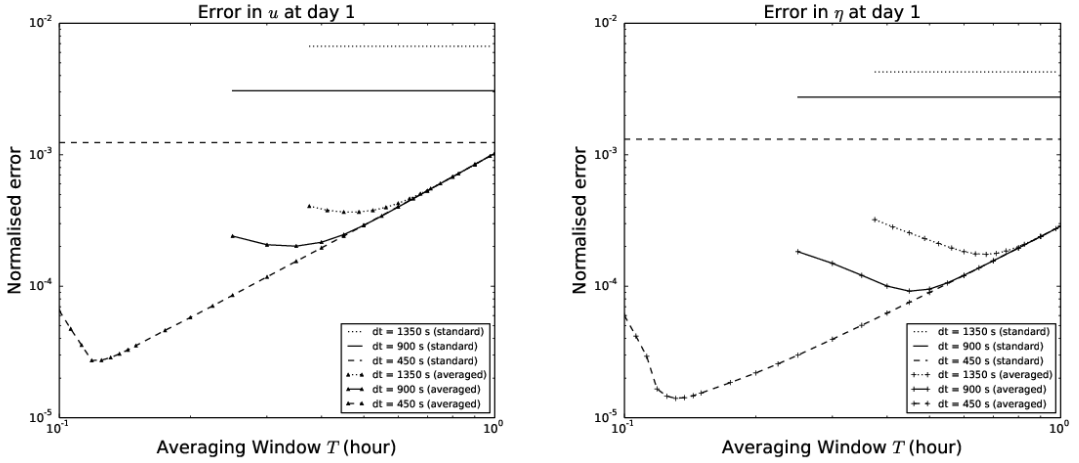 Error in u at day 1
10⁻²
10⁻³
10⁻⁴
10⁻⁵
Normalised error
dt = 1350 s (standard)
dt = 900 s (standard)
dt = 450 s (standard)
dt = 1350 s (averaged)
dt = 900 s (averaged)
dt = 450 s (averaged)
10⁻¹
10⁰
Averaging Window T (hour)
Error in η at day 1
10⁻²
10⁻³
10⁻⁴
10⁻⁵
Normalised error
dt = 1350 s (standard)
dt = 900 s (standard)
dt = 450 s (standard)
dt = 1350 s (averaged)
dt = 900 s (averaged)
dt = 450 s (averaged)
10⁻¹
10⁰
Averaging Window T (hour)